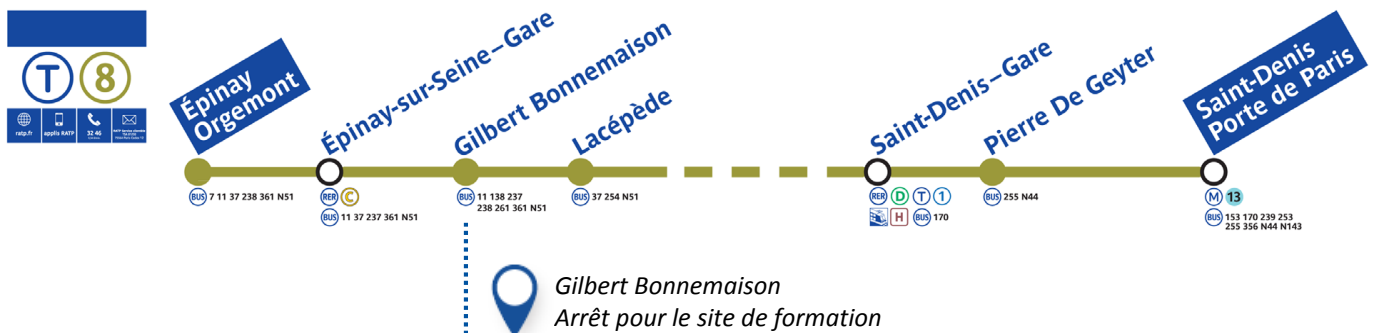 T 8
ratp.fr
applis RATP
32 46
Épinay
Orgemont
BUS 7 11 37 238 361 N51
Épinay-sur-Seine–Gare
RER C
BUS 11 37 237 361 N51
Gilbert Bonnemaison
BUS 11 138 237
238 261 361 N51
Lacépède
BUS 37 254 N51
Saint-Denis–Gare
RER D T 1
H BUS 170
Pierre De Geyter
BUS 255 N44
Saint-Denis
Porte de Paris
M 13
BUS 153 170 239 253
255 356 N44 N143
Gilbert Bonnemaison
Arrêt pour le site de formation